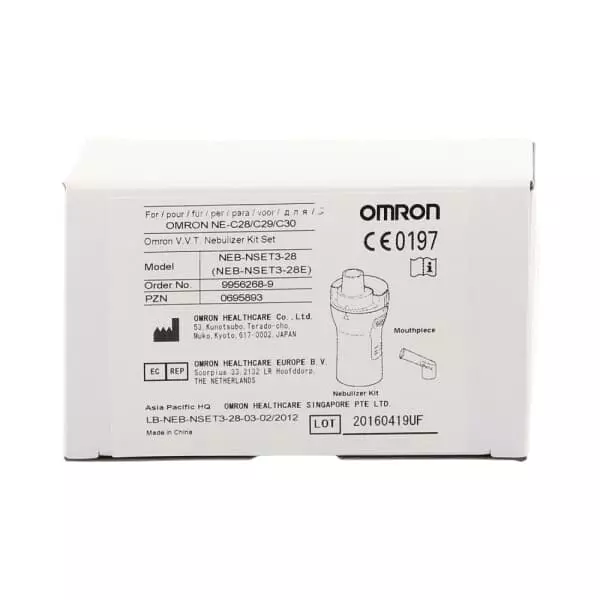 For / pour / für / per / para / voor / для /
OMRON NE-C28/C29/C30
Omron V.V.T. Nebulizer Kit Set
Model NEB-NSET3-28
(NEB-NSET3-28E)
Order No. 9956268-9
PZN 0695893
OMRON HEALTHCARE Co., Ltd.
53, Kunotsubo, Terado-cho,
Muko, Kyoto, 617-0002, JAPAN
EC REP
OMRON HEALTHCARE EUROPE B.V.
Scorpius 33, 2132 LR Hoofddorp,
THE NETHERLANDS
Asia Pacific HQ OMRON HEALTHCARE SINGAPORE PTE LTD.
LB-NEB-NSET3-28-03-02/2012
Made in China
OMRON
CE0197
i
Mouthpiece
Nebulizer Kit
LOT 20160419UF